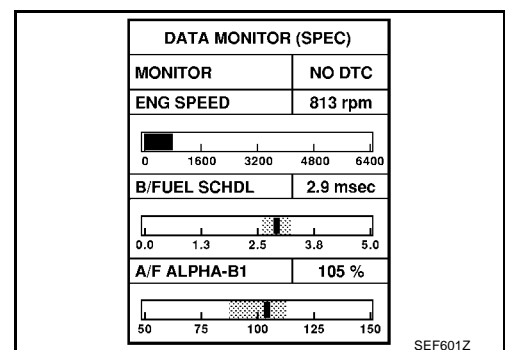 DATA MONITOR (SPEC)
MONITOR NO DTC
ENG SPEED 813 rpm
0 1600 3200 4800 6400
B/FUEL SCHDL 2.9 msec
0.0 1.3 2.5 3.8 5.0
A/F ALPHA-B1 105 %
50 75 100 125 150
SEF601Z